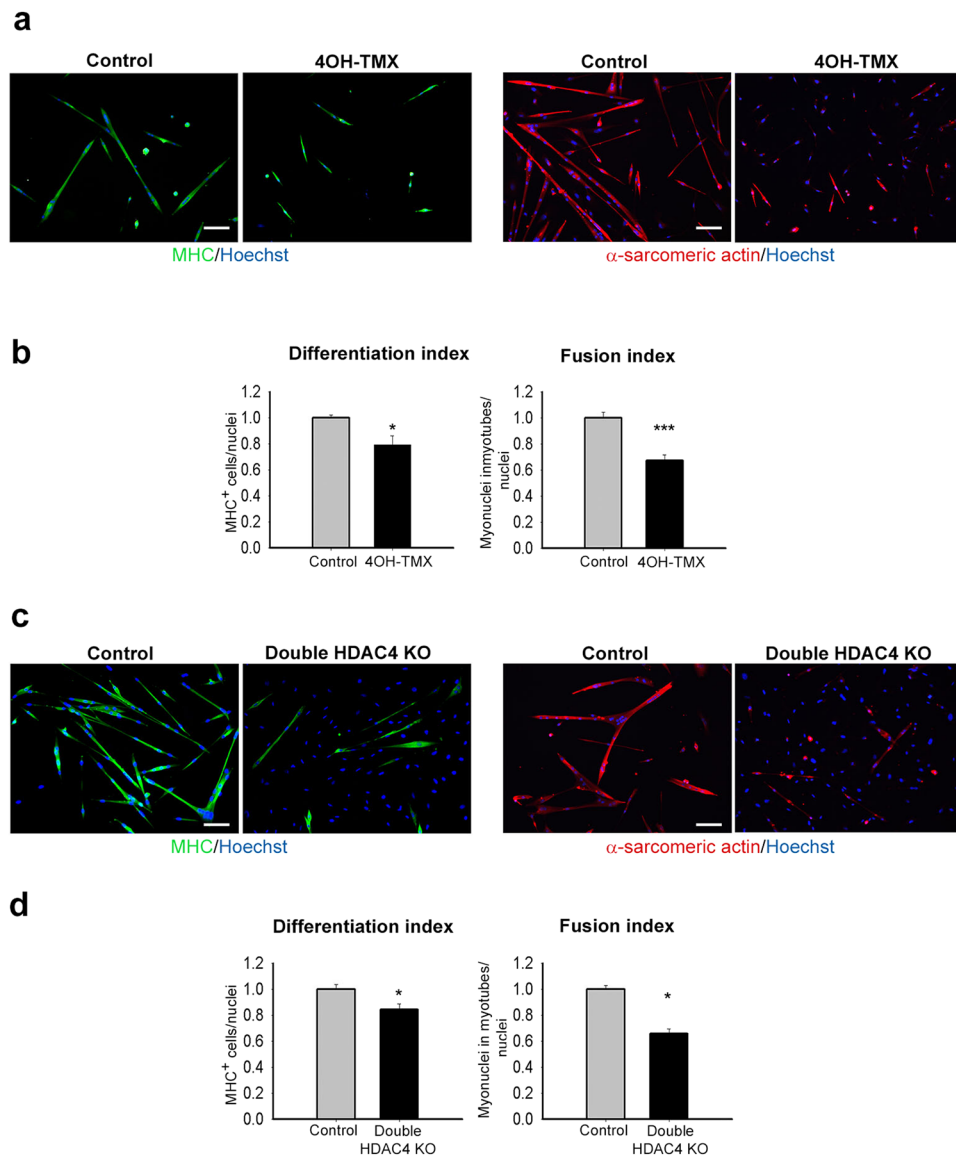 a
Control
4OH-TMX
Control
4OH-TMX
MHC/Hoechst
α-sarcomeric actin/Hoechst
b
Differentiation index
Fusion index
MHC+ cells/nuclei
1.2
1.0
0.8
0.6
0.4
0.2
0.0
*
Control 4OH-TMX
Myonuclei inmyotubes/
nuclei
1.2
1.0
0.8
0.6
0.4
0.2
0.0
***
Control 4OH-TMX
c
Control
Double HDAC4 KO
Control
Double HDAC4 KO
MHC/Hoechst
α-sarcomeric actin/Hoechst
d
Differentiation index
Fusion index
MHC+ cells/nuclei
1.2
1.0
0.8
0.6
0.4
0.2
0.0
*
Control Double
HDAC4 KO
Myonuclei in myotubes/
nuclei
1.2
1.0
0.8
0.6
0.4
0.2
0.0
*
Control Double
HDAC4 KO